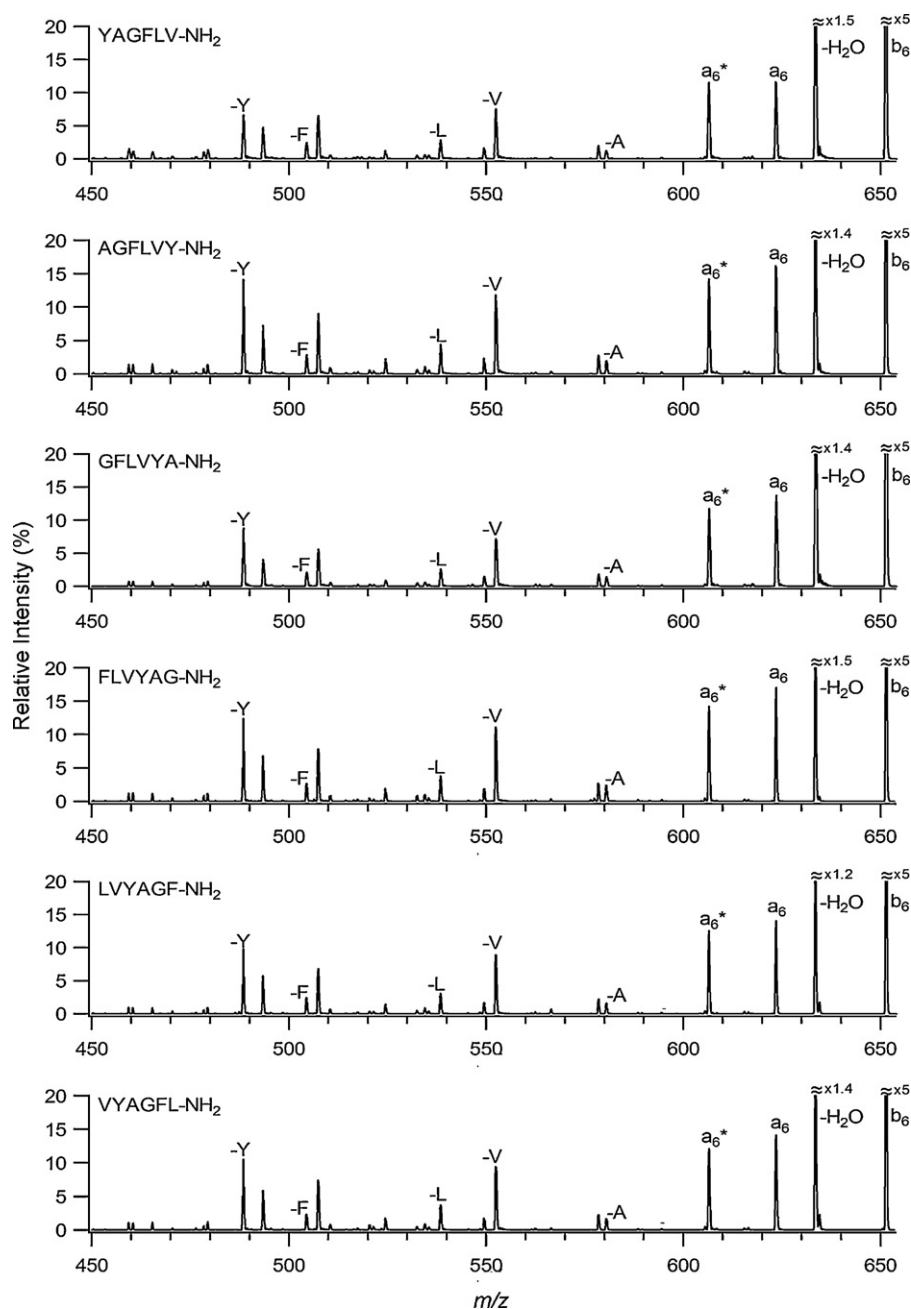 Relative Intensity (%)
YAGFLV-NH₂
20
15
10
5
0
-Y
-F
-L
-V
-A
a₆*
a₆
≈x1.5
-H₂O
≈x5
b₆
450
500
550
600
650
AGFLVY-NH₂
20
15
10
5
0
-Y
-F
-L
-V
-A
a₆*
a₆
≈x1.4
-H₂O
≈x5
b₆
450
500
550
600
650
GFLVYA-NH₂
20
15
10
5
0
-Y
-F
-L
-V
-A
a₆*
a₆
≈x1.4
-H₂O
≈x5
b₆
450
500
550
600
650
FLVYAG-NH₂
20
15
10
5
0
-Y
-F
-L
-V
-A
a₆*
a₆
≈x1.5
-H₂O
≈x5
b₆
450
500
550
600
650
LVYAGF-NH₂
20
15
10
5
0
-Y
-F
-L
-V
-A
a₆*
a₆
≈x1.2
-H₂O
≈x5
b₆
450
500
550
600
650
VYAGFL-NH₂
20
15
10
5
0
-Y
-F
-L
-V
-A
a₆*
a₆
≈x1.4
-H₂O
≈x5
b₆
450
500
550
600
650
m/z